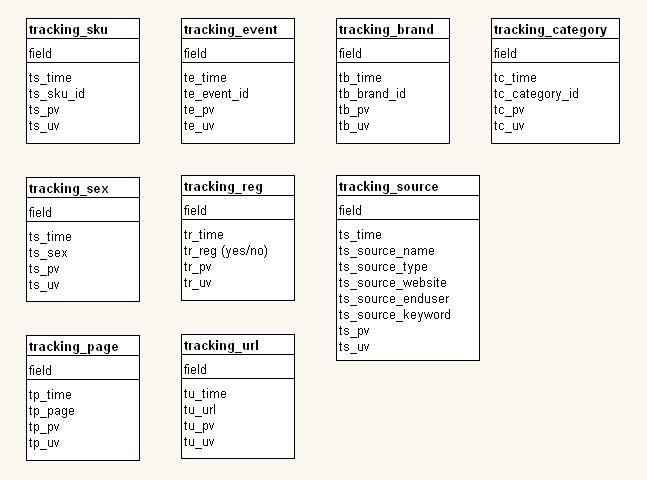 tracking_sku
field
ts_time
ts_sku_id
ts_pv
ts_uv
tracking_event
field
te_time
te_event_id
te_pv
te_uv
tracking_brand
field
tb_time
tb_brand_id
tb_pv
tb_uv
tracking_category
field
tc_time
tc_category_id
tc_pv
tc_uv
tracking_sex
field
ts_time
ts_sex
ts_pv
ts_uv
tracking_reg
field
tr_time
tr_reg (yes/no)
tr_pv
tr_uv
tracking_source
field
ts_time
ts_source_name
ts_source_type
ts_source_website
ts_source_enduser
ts_source_keyword
ts_pv
ts_uv
tracking_page
field
tp_time
tp_page
tp_pv
tp_uv
tracking_url
field
tu_time
tu_url
tu_pv
tu_uv